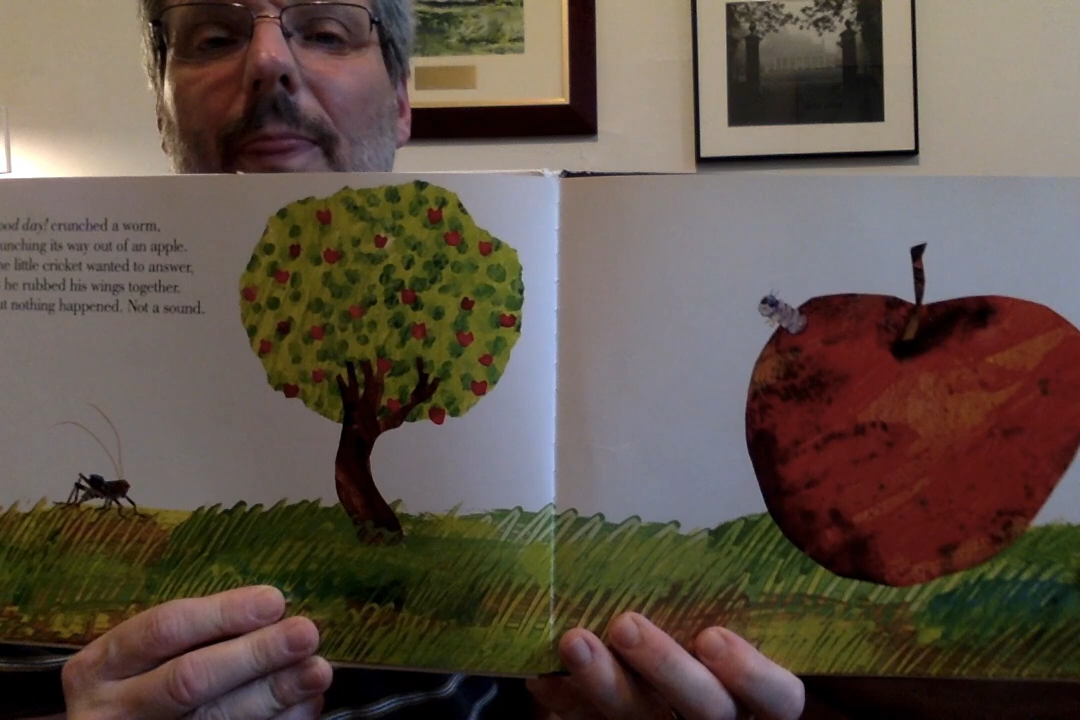 ood day! crunched a worm,
unching its way out of an apple.
e little cricket wanted to answer,
he rubbed his wings together.
t nothing happened. Not a sound.